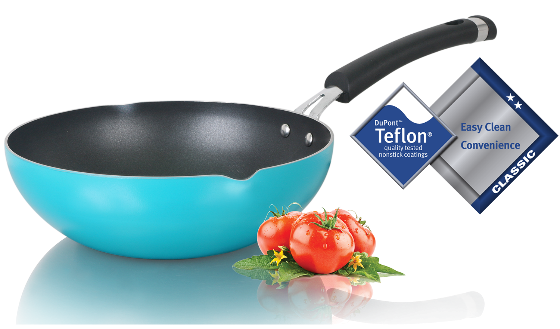 DuPont™
Teflon®
quality tested
nonstick coatings
Easy Clean
Convenience
CLASSIC